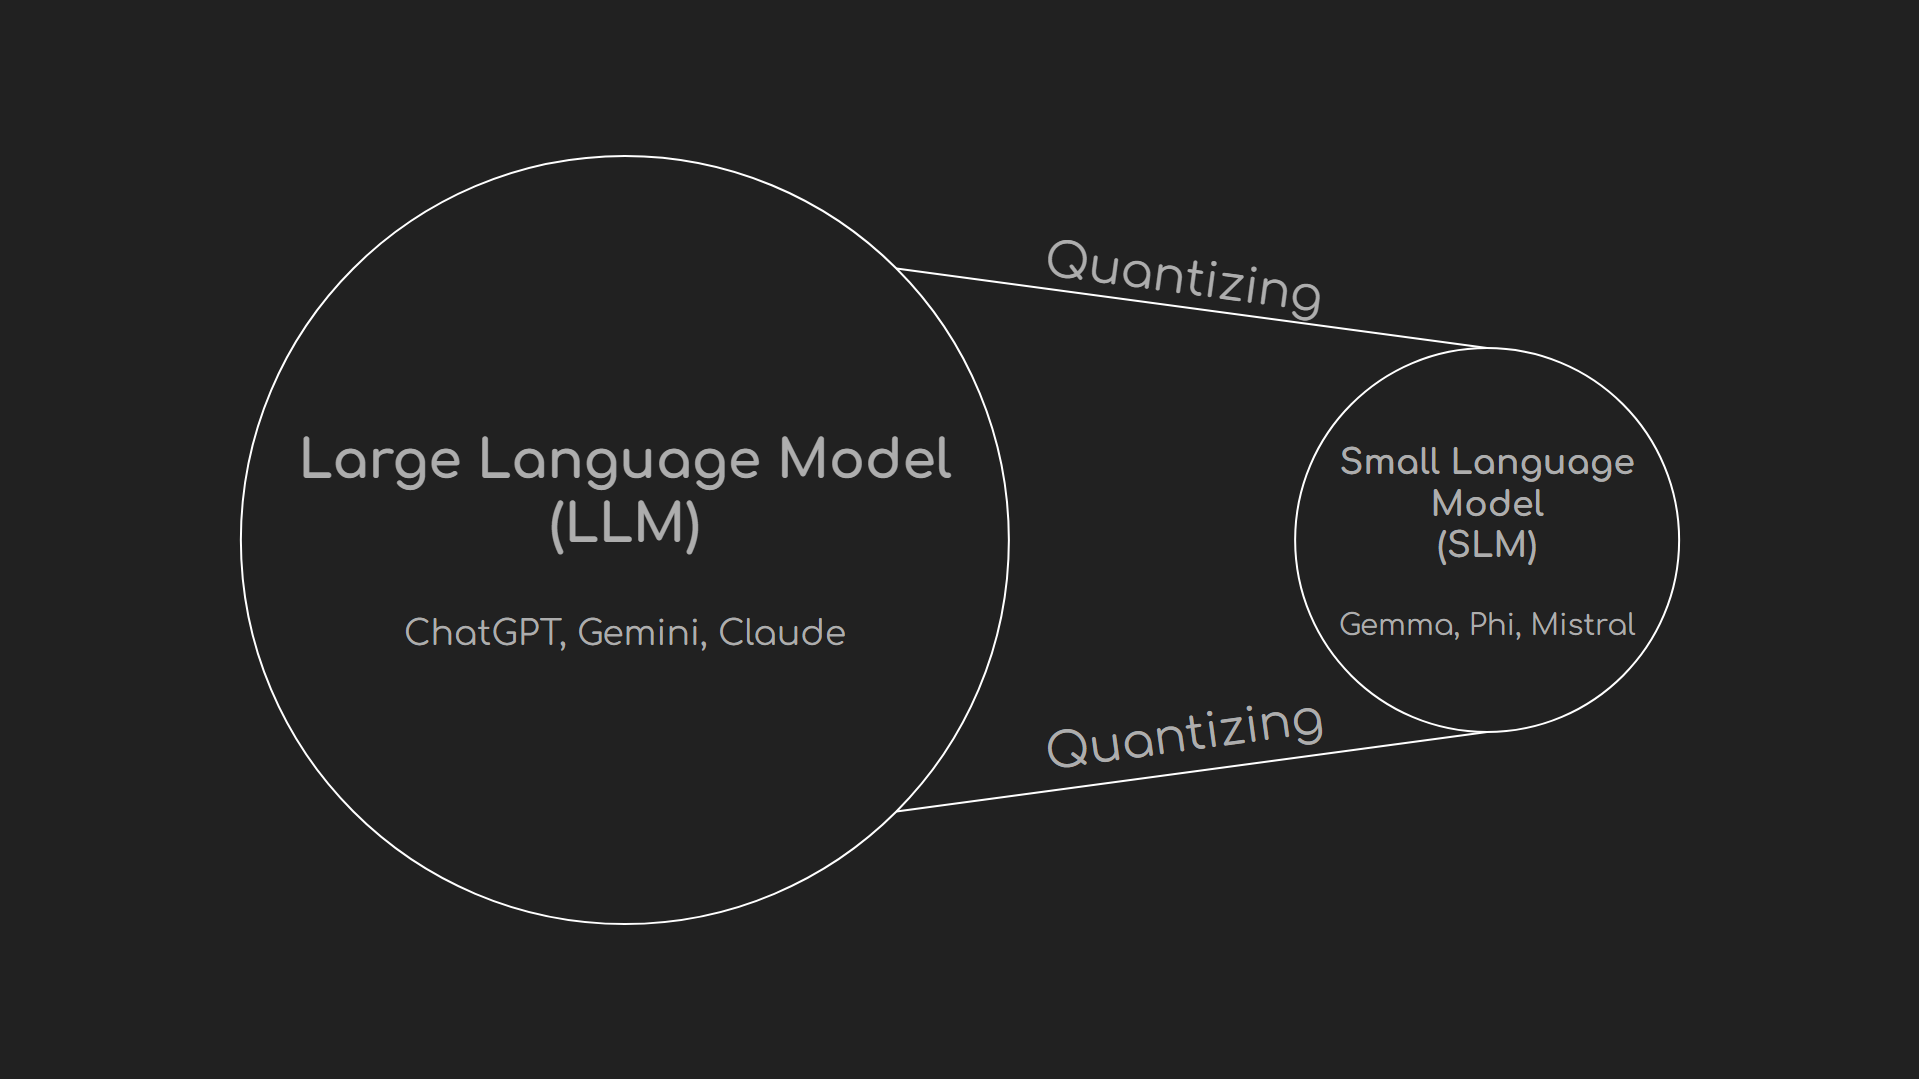 Large Language Model
(LLM)
ChatGPT, Gemini, Claude
Quantizing
Quantizing
Small Language
Model
(SLM)
Gemma, Phi, Mistral